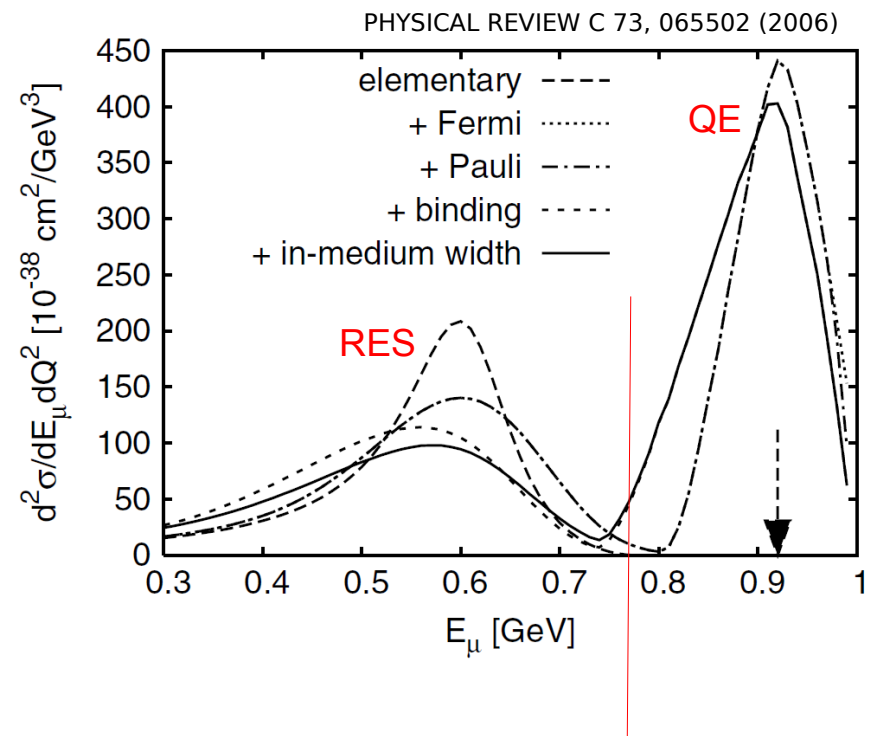 PHYSICAL REVIEW C 73, 065502 (2006)
450
400
350
300
250
200
150
100
50
0
d²σ/dE_μdQ² [10⁻³⁸ cm²/GeV³]
elementary
+ Fermi
+ Pauli
+ binding
+ in-medium width
QE
RES
0.3 0.4 0.5 0.6 0.7 0.8 0.9 1
E_μ [GeV]